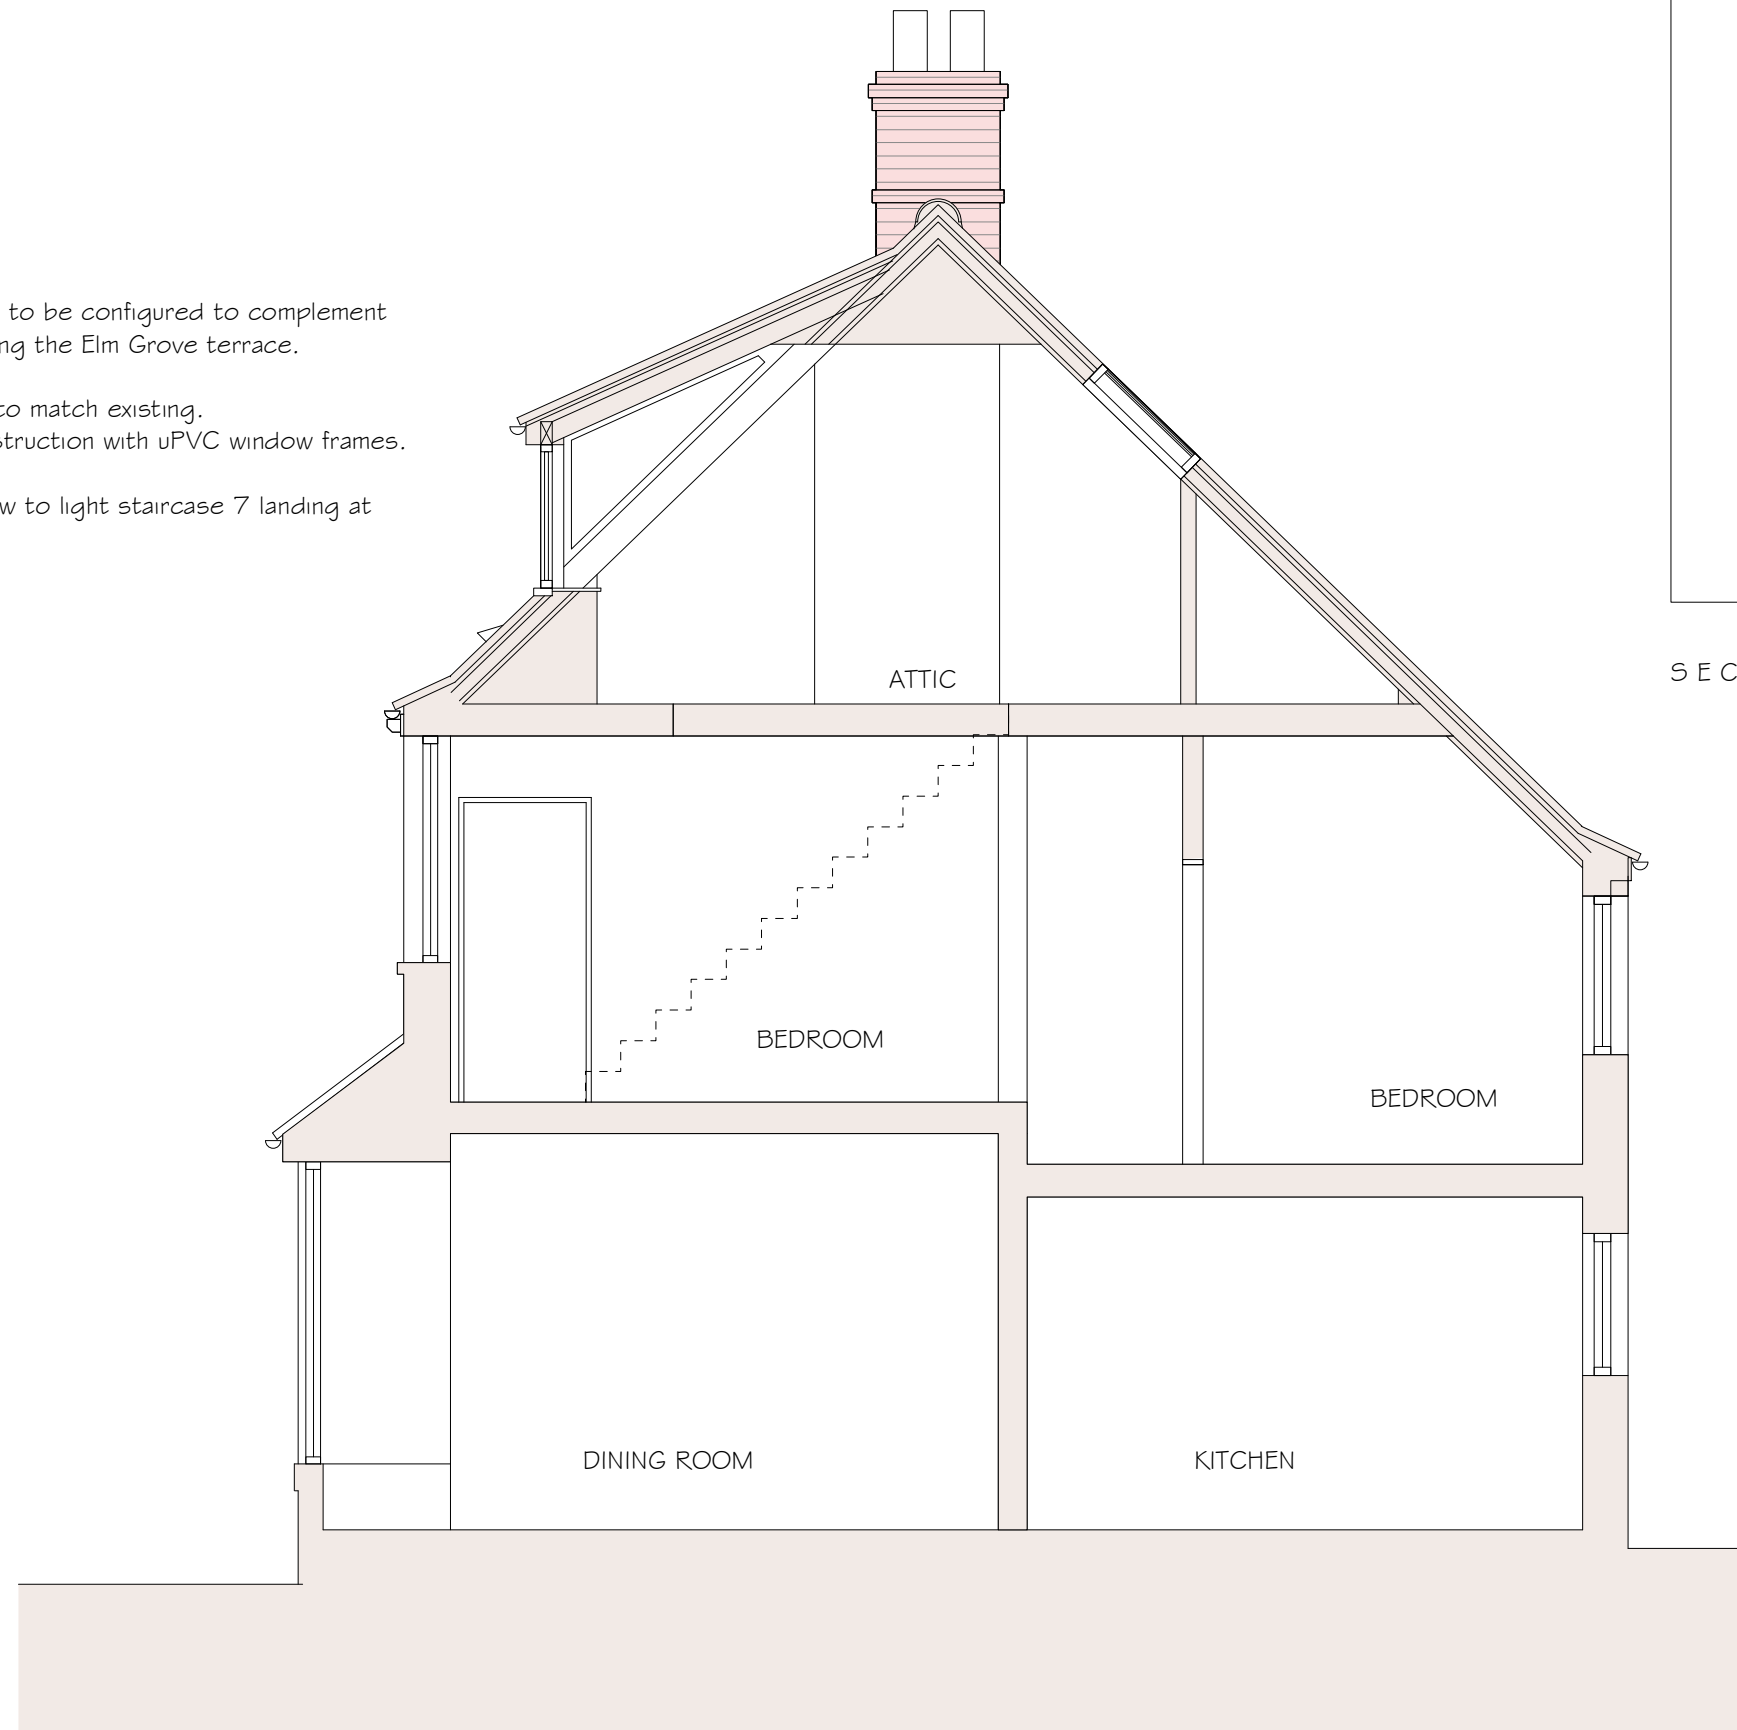 to be configured to complement
ng the Elm Grove terrace.
to match existing.
struction with uPVC window frames.
w to light staircase 7 landing at
ATTIC
SEC
BEDROOM
BEDROOM
DINING ROOM
KITCHEN